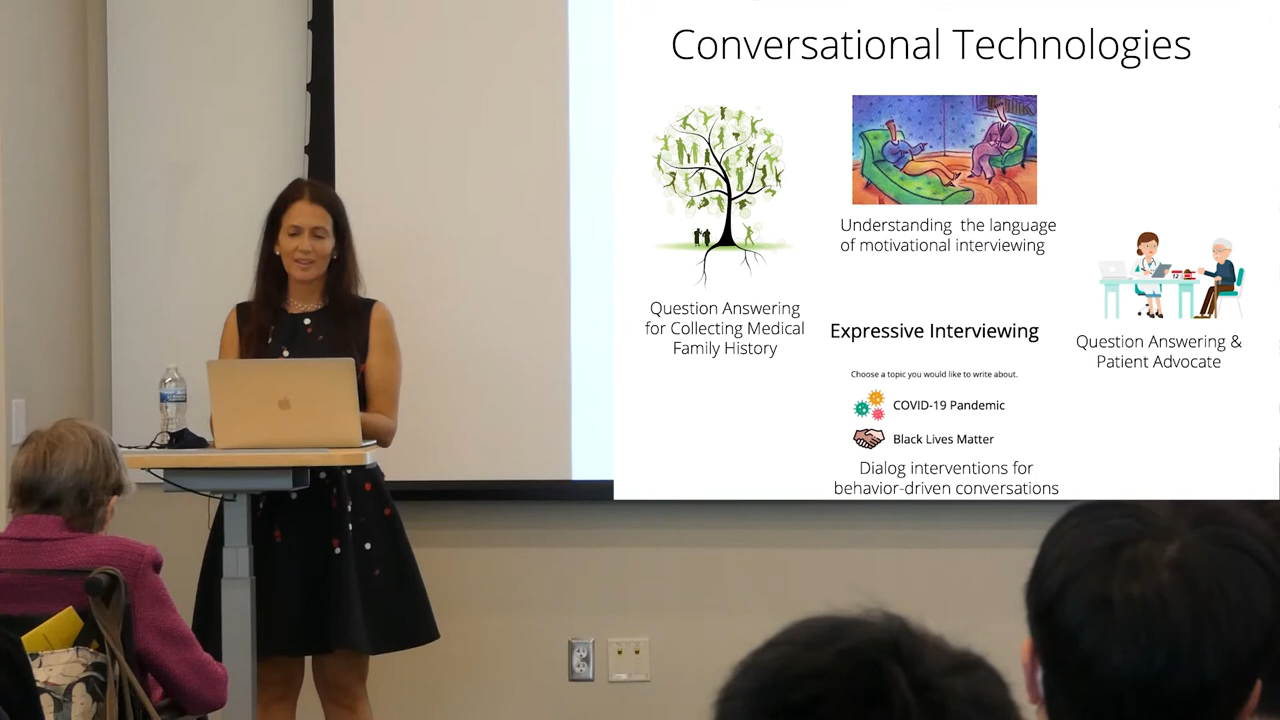 Conversational Technologies
Question Answering
for Collecting Medical
Family History
Understanding the language
of motivational interviewing
Expressive Interviewing
Choose a topic you would like to write about.
COVID-19 Pandemic
Black Lives Matter
Dialog interventions for
behavior-driven conversations
Question Answering &
Patient Advocate